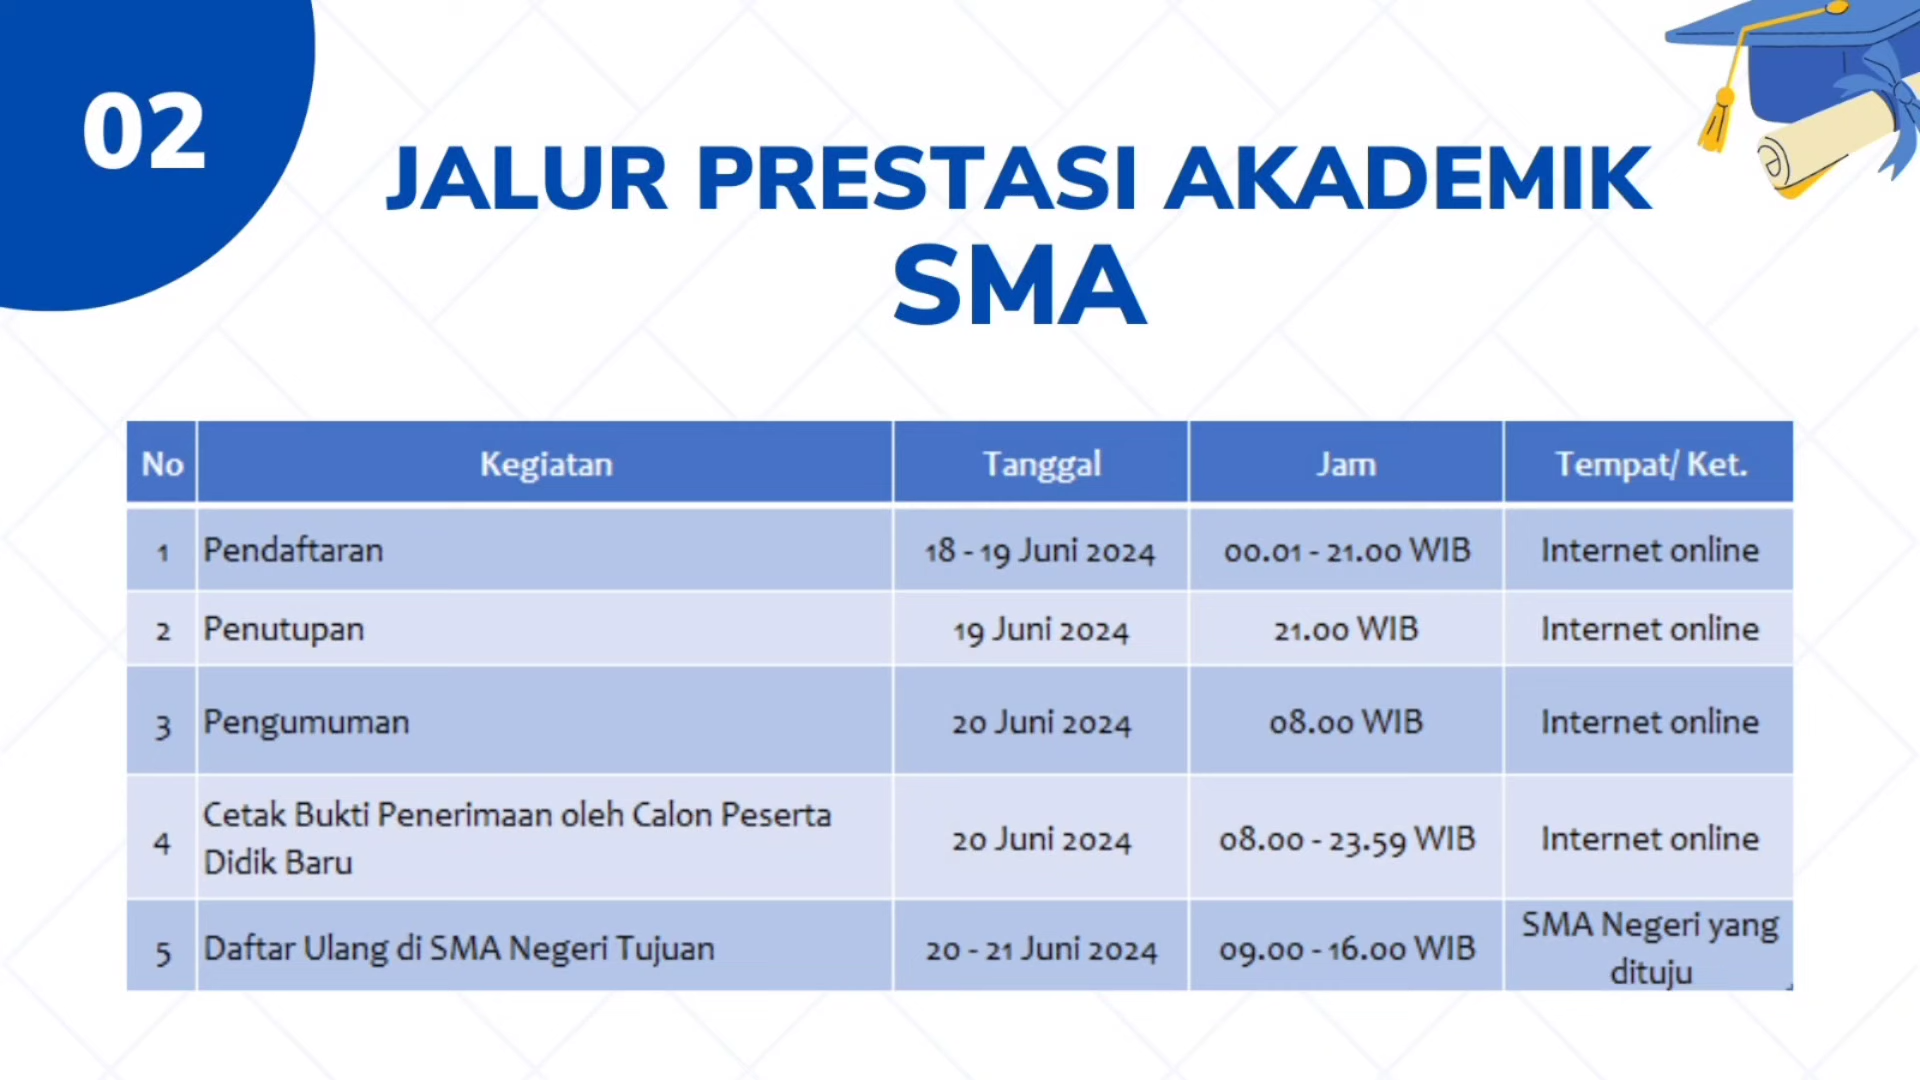 02
JALUR PRESTASI AKADEMIK
SMA
No Kegiatan Tanggal Jam Tempat/ Ket.
1 Pendaftaran 18 - 19 Juni 2024 00.01 - 21.00 WIB Internet online
2 Penutupan 19 Juni 2024 21.00 WIB Internet online
3 Pengumuman 20 Juni 2024 08.00 WIB Internet online
4 Cetak Bukti Penerimaan oleh Calon Peserta
Didik Baru 20 Juni 2024 08.00 - 23.59 WIB Internet online
5 Daftar Ulang di SMA Negeri Tujuan 20 - 21 Juni 2024 09.00 - 16.00 WIB SMA Negeri yang
dituju